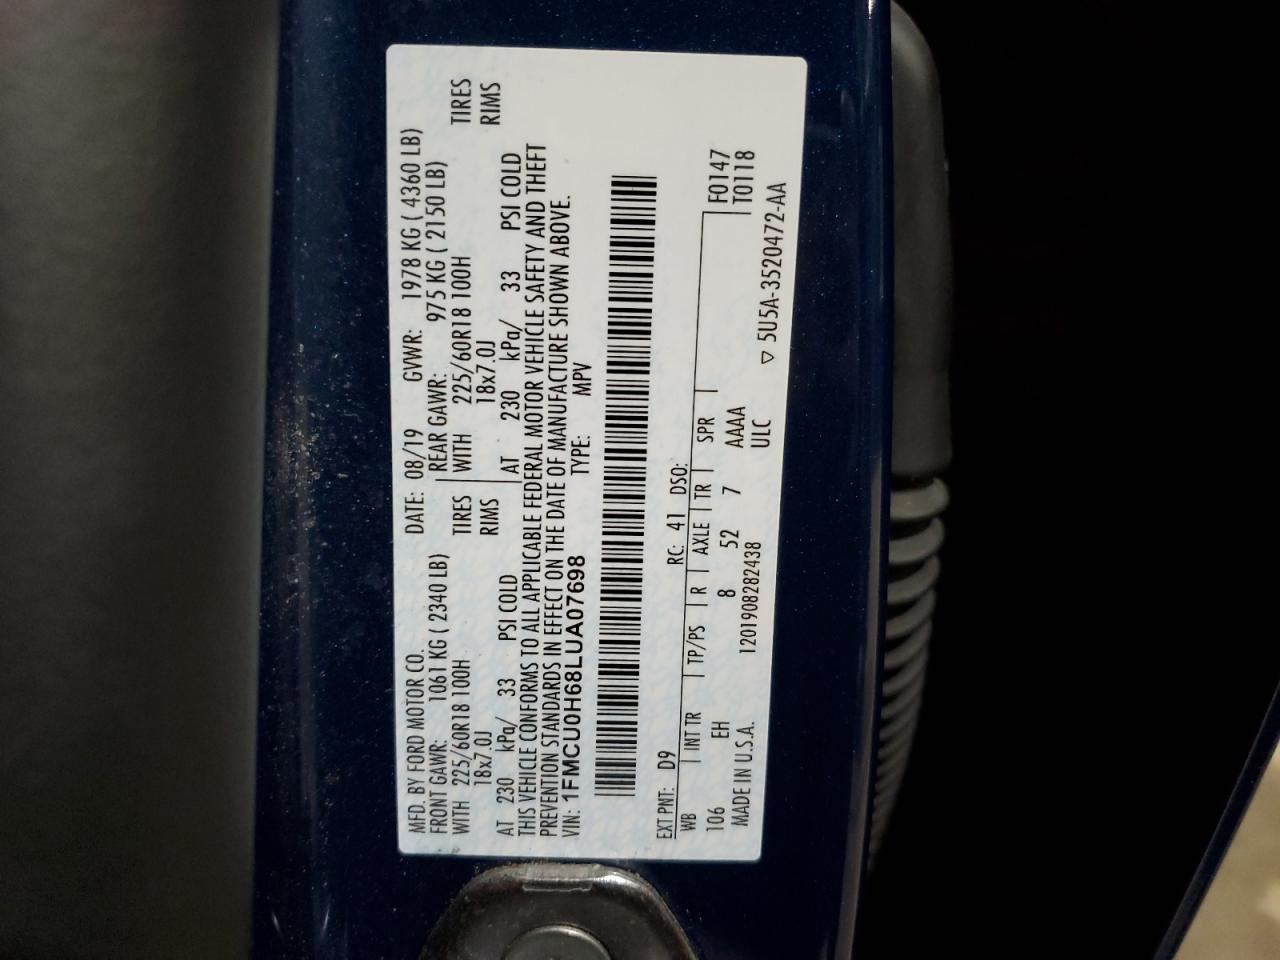 MFD. BY FORD MOTOR CO. DATE: 08/19 GVWR: 1978 KG ( 4360 LB)
FRONT GAWR: 1061 KG ( 2340 LB) REAR GAWR: 975 KG ( 2150 LB)
WITH 225/60R18 100H TIRES WITH 225/60R18 100H TIRES
18x7.0J RIMS 18x7.0J RIMS
AT 230 kPa/ 33 PSI COLD AT 230 kPa/ 33 PSI COLD
THIS VEHICLE CONFORMS TO ALL APPLICABLE FEDERAL MOTOR VEHICLE SAFETY AND THEFT
PREVENTION STANDARDS IN EFFECT ON THE DATE OF MANUFACTURE SHOWN ABOVE.
VIN: 1FMCU0H68LUA07698 TYPE: MPV
EXT PNT: D9 RC: 41 DSO:
WB INT TR TP/PS R AXLE TR SPR F0147
106 EH 8 52 7 AAAA T0118
MADE IN U.S.A. 1201908282438 ULC
▽ 5U5A-3520472-AA